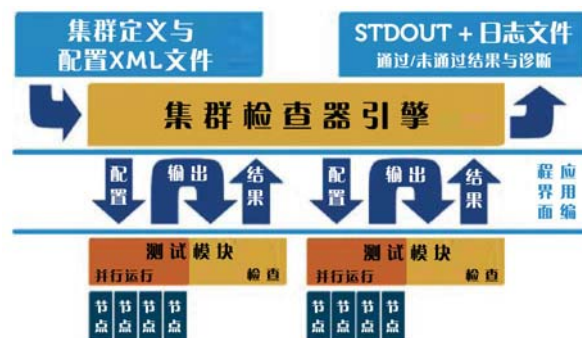 集群定义与
配置XML文件
STDOUT + 日志文件
通过/未通过结果与诊断
集群检查器引擎
配置
输出
结果
配置
输出
结果
应用编
程界面
测试模块
并行运行
检查
测试模块
并行运行
检查
节点
节点
节点
节点
节点
节点
节点
节点